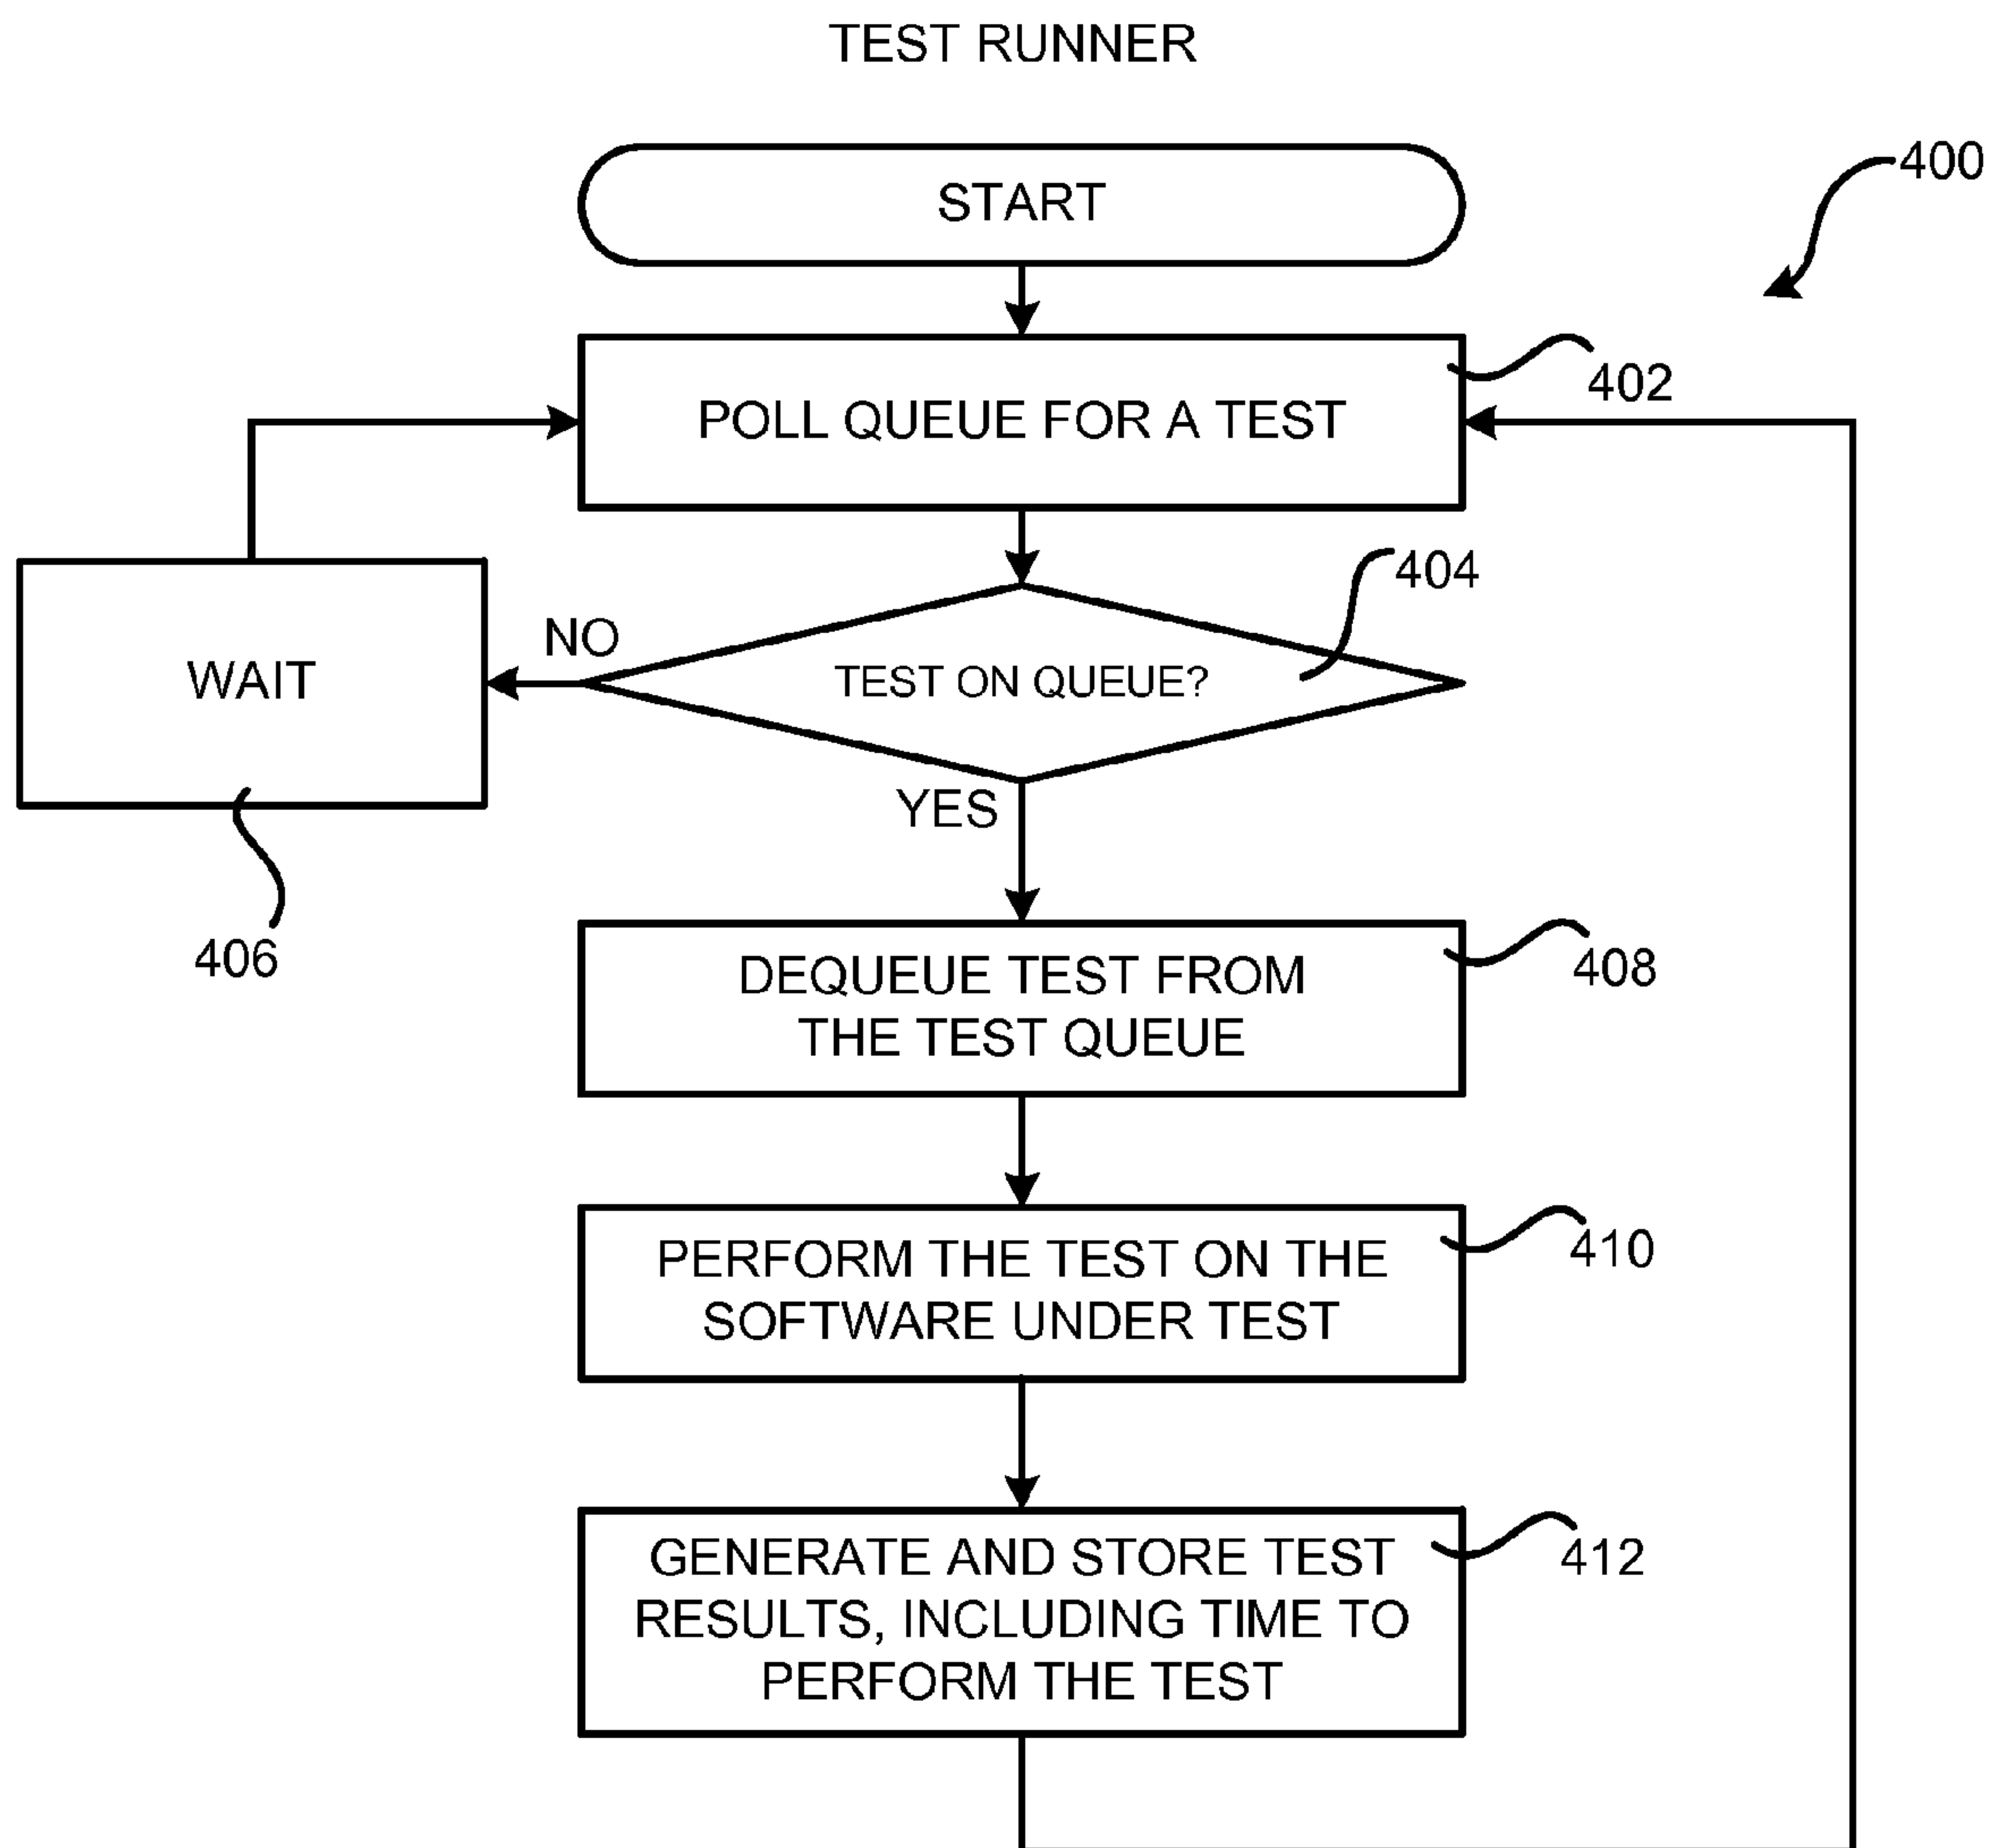 TEST RUNNER
START
400
POLL QUEUE FOR A TEST
402
404
NO
TEST ON QUEUE?
WAIT
YES
406
DEQUEUE TEST FROM
THE TEST QUEUE
408
PERFORM THE TEST ON THE
SOFTWARE UNDER TEST
410
GENERATE AND STORE TEST
RESULTS, INCLUDING TIME TO
PERFORM THE TEST
412